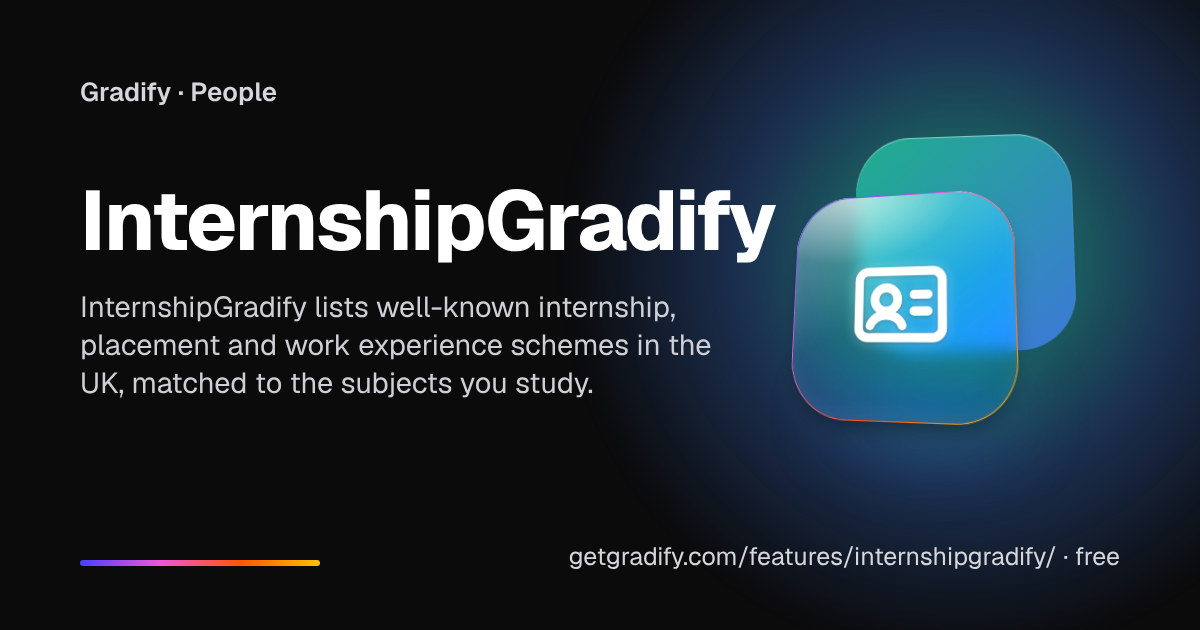 Gradify · People
InternshipGradify
InternshipGradify lists well-known internship,
placement and work experience schemes in the
UK, matched to the subjects you study.
getgradify.com/features/internshipgradify/ · free